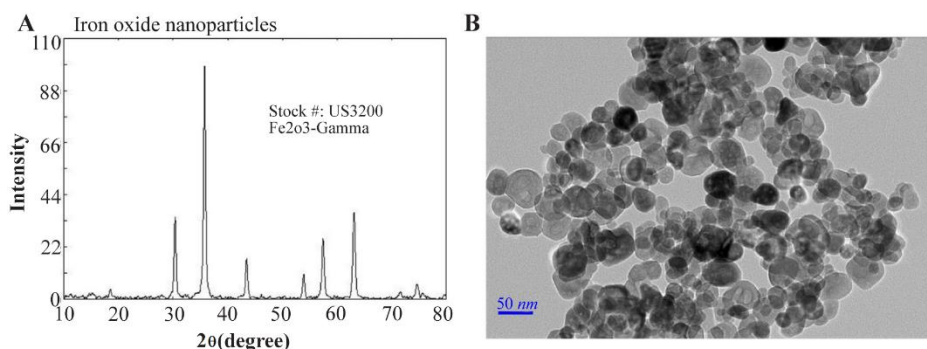 A Iron oxide nanoparticles
110
88
66
44
22
0
Intensity
Stock #: US3200
Fe2o3-Gamma
10 20 30 40 50 60 70 80
2θ(degree)
B
50 nm